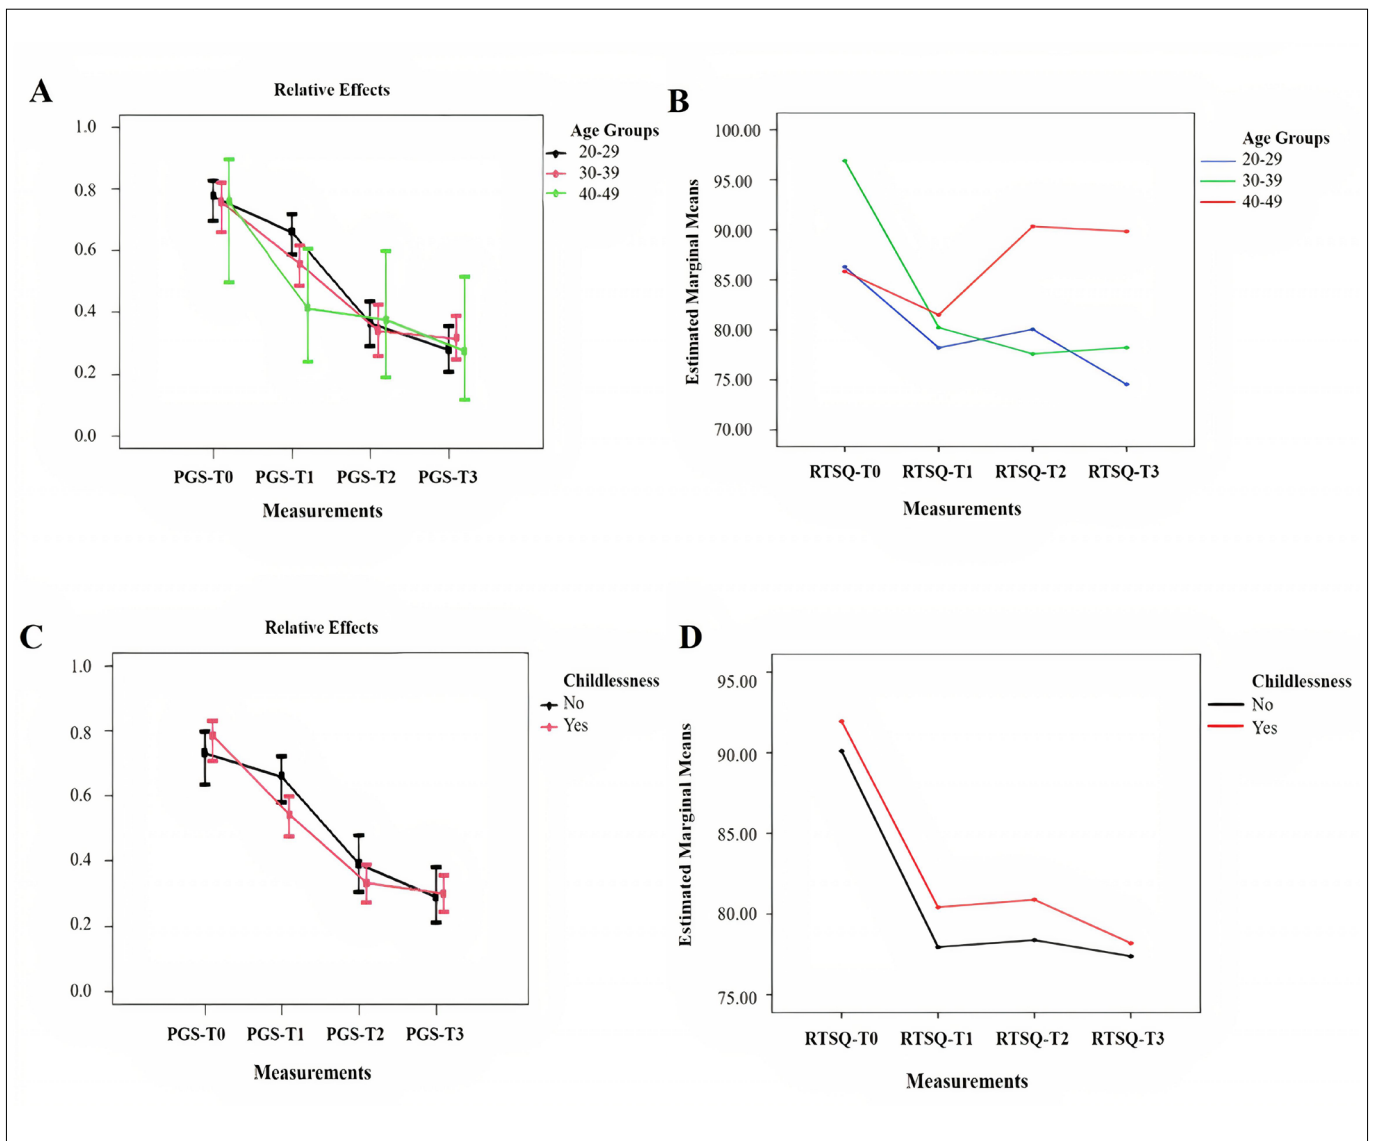 A
Relative Effects
1.0
0.8
0.6
0.4
0.2
0.0
PGS-T0 PGS-T1 PGS-T2 PGS-T3
Measurements
Age Groups
20-29
30-39
40-49
B
Estimated Marginal Means
100.00
95.00
90.00
85.00
80.00
75.00
70.00
RTSQ-T0 RTSQ-T1 RTSQ-T2 RTSQ-T3
Measurements
Age Groups
20-29
30-39
40-49
C
Relative Effects
1.0
0.8
0.6
0.4
0.2
0.0
PGS-T0 PGS-T1 PGS-T2 PGS-T3
Measurements
Childlessness
No
Yes
D
Estimated Marginal Means
95.00
90.00
85.00
80.00
75.00
RTSQ-T0 RTSQ-T1 RTSQ-T2 RTSQ-T3
Measurements
Childlessness
No
Yes